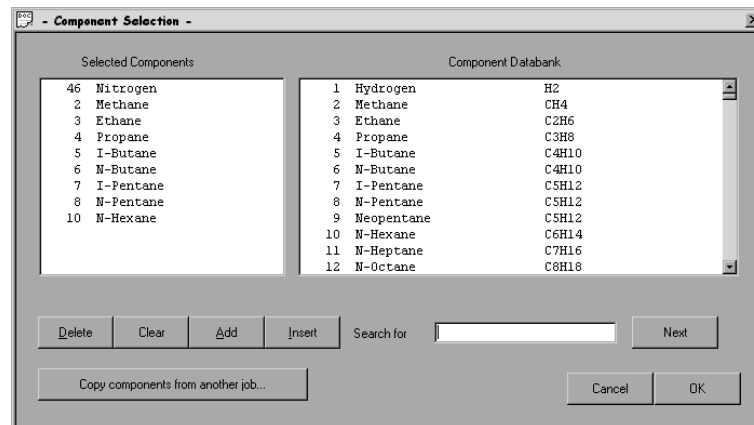 - Component Selection -
Selected Components
46 Nitrogen
2 Methane
3 Ethane
4 Propane
5 I-Butane
6 N-Butane
7 I-Pentane
8 N-Pentane
10 N-Hexane
Component Databank
1 Hydrogen H2
2 Methane CH4
3 Ethane C2H6
4 Propane C3H8
5 I-Butane C4H10
6 N-Butane C4H10
7 I-Pentane C5H12
8 N-Pentane C5H12
9 Neopentane C5H12
10 N-Hexane C6H14
11 N-Heptane C7H16
12 N-Octane C8H18
Delete Clear Add Insert Search for Next
Copy components from another job... Cancel OK